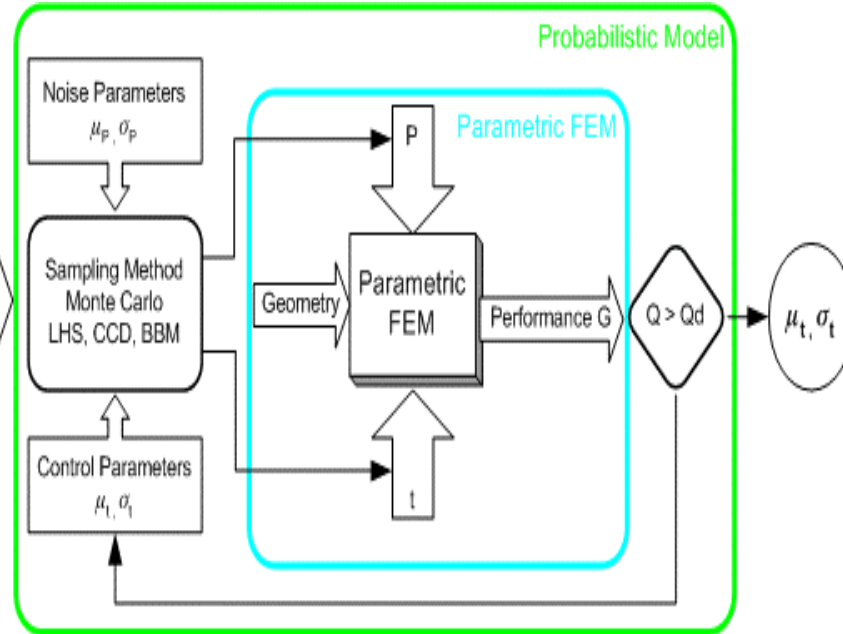 Probabilistic Model
Noise Parameters
μP, σP
Parametric FEM
P
Sampling Method
Monte Carlo
LHS, CCD, BBM
Geometry
Parametric
FEM
Performance G
Q > Qd
μt, σt
Control Parameters
μt, σt
t